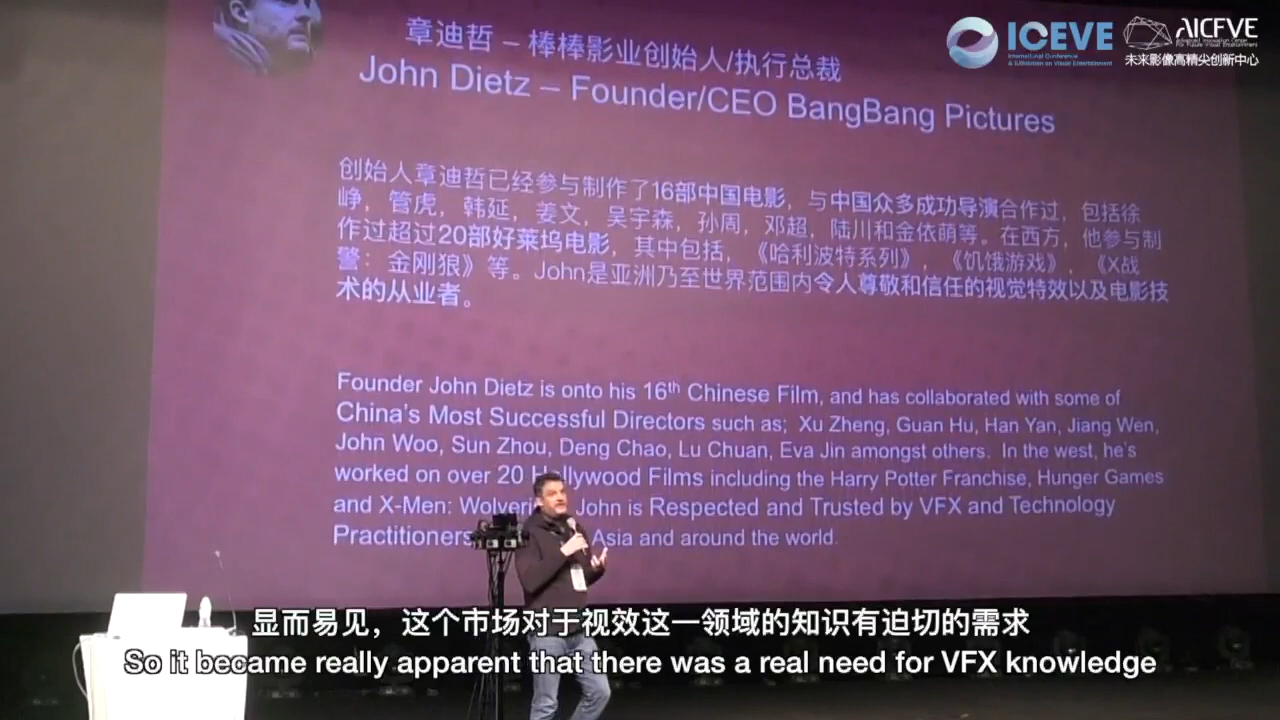 章迪哲 – 棒棒影业创始人/执行总裁
John Dietz – Founder/CEO BangBang Pictures
ICEVE
International Conference
& Exhibition on Visual Entertainment
AICFVE
Advanced Innovation Center
For Future Visual Entertainment
未来影像高精尖创新中心
创始人章迪哲已经参与制作了16部中国电影，与中国众多成功导演合作过，包括徐
峥，管虎，韩延，姜文，吴宇森，孙周，邓超，陆川和金依萌等。在西方，他参与制
作过超过20部好莱坞电影，其中包括，《哈利波特系列》，《饥饿游戏》，《X战
警：金刚狼》等。John是亚洲乃至世界范围内令人尊敬和信任的视觉特效以及电影技
术的从业者。
Founder John Dietz is onto his 16th Chinese Film, and has collaborated with some of
China's Most Successful Directors such as; Xu Zheng, Guan Hu, Han Yan, Jiang Wen,
John Woo, Sun Zhou, Deng Chao, Lu Chuan, Eva Jin amongst others. In the west, he's
worked on over 20 Hollywood Films including the Harry Potter Franchise, Hunger Games
and X-Men: Wolveri John is Respected and Trusted by VFX and Technology
Practitioners Asia and around the world.
显而易见，这个市场对于视效这一领域的知识有迫切的需求
So it became really apparent that there was a real need for VFX knowledge